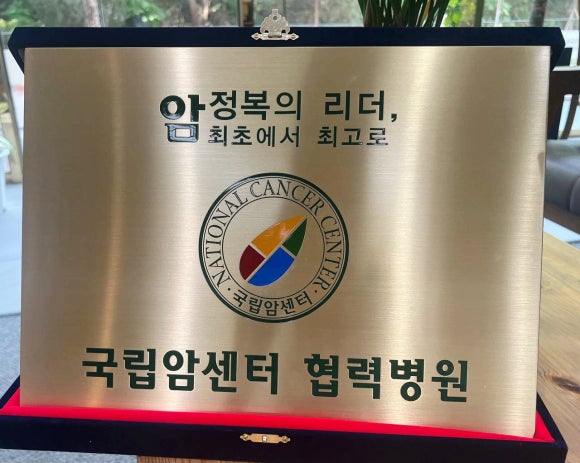 암정복의 리더,
최초에서 최고로
NATIONAL CANCER CENTER
국립암센터
국립암센터 협력병원